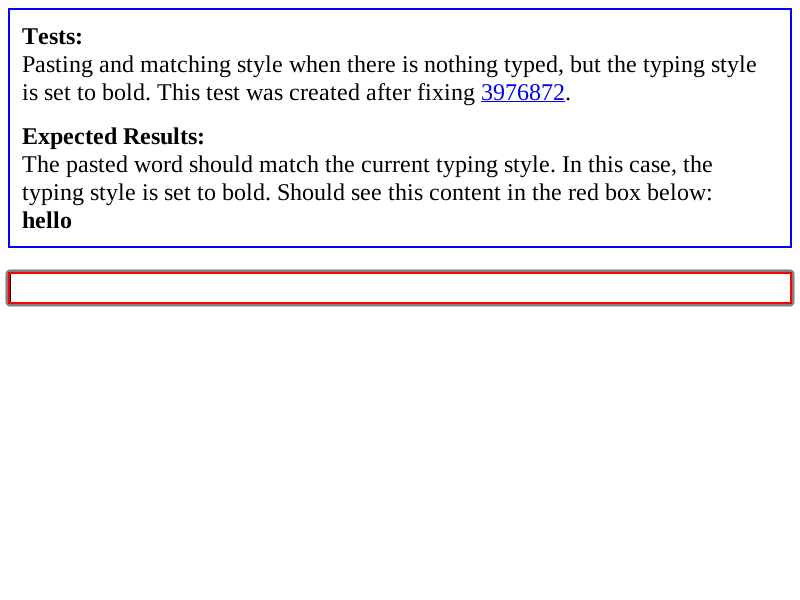 Tests:
Pasting and matching style when there is nothing typed, but the typing style
is set to bold. This test was created after fixing 3976872.
Expected Results:
The pasted word should match the current typing style. In this case, the
typing style is set to bold. Should see this content in the red box below:
hello